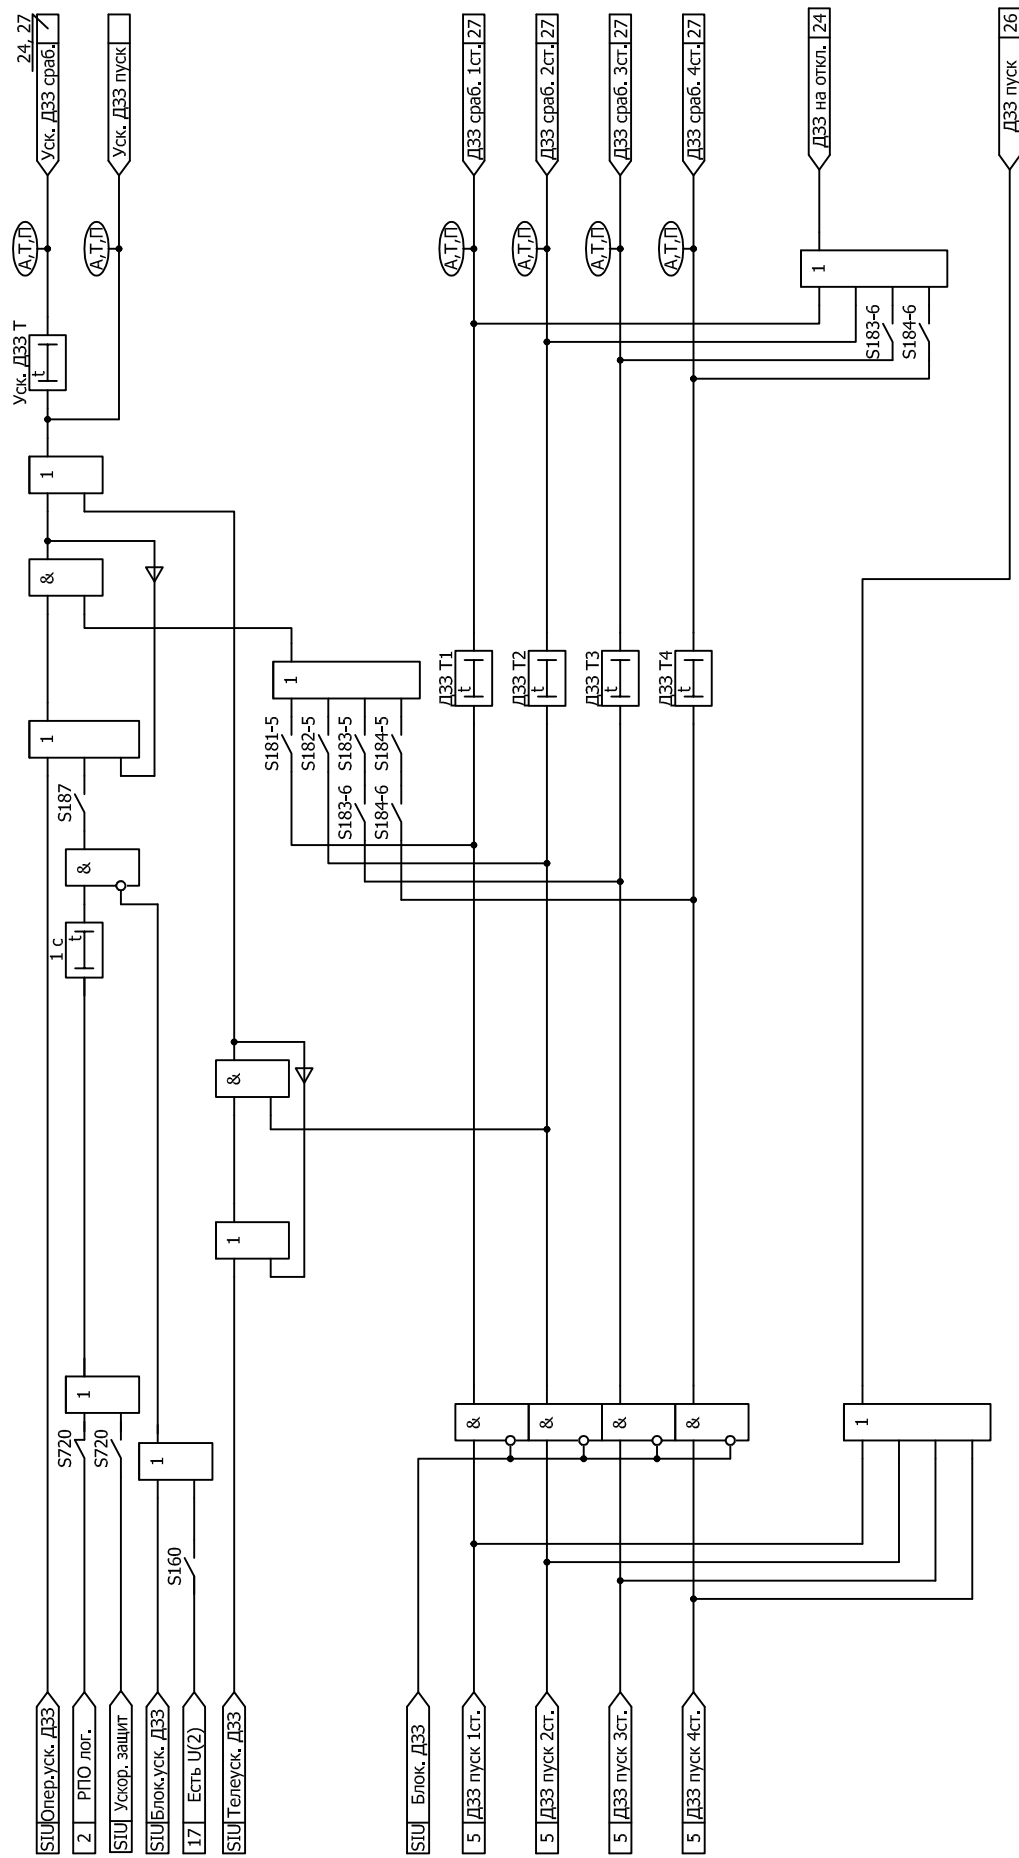 SIU Опер.уск. ДЗЗ
2 РПО лог.
SIU Ускор. защит
SIU Блок.уск. ДЗЗ
17 Есть U(2)
SIU Телеуск. ДЗЗ
SIU Блок. ДЗЗ
5 ДЗЗ пуск 1ст.
5 ДЗЗ пуск 2ст.
5 ДЗЗ пуск 3ст.
5 ДЗЗ пуск 4ст.
S720
S720
S160
1
1
&
&
&
&
1
1
&
1 с
t
&
S187
1
S183-6
S184-6
S181-5
S182-5
S183-5
S184-5
1
ДЗЗ Т1
t
ДЗЗ Т2
t
ДЗЗ Т3
t
ДЗЗ Т4
t
&
1
Уск. ДЗЗ Т
t
S183-6
S184-6
1
А,Т,П
А,Т,П
А,Т,П
А,Т,П
А,Т,П
А,Т,П
Уск. ДЗЗ сраб.
24, 27
Уск. ДЗЗ пуск
ДЗЗ сраб. 1ст. 27
ДЗЗ сраб. 2ст. 27
ДЗЗ сраб. 3ст. 27
ДЗЗ сраб. 4ст. 27
ДЗЗ на откл. 24
ДЗЗ пуск 26